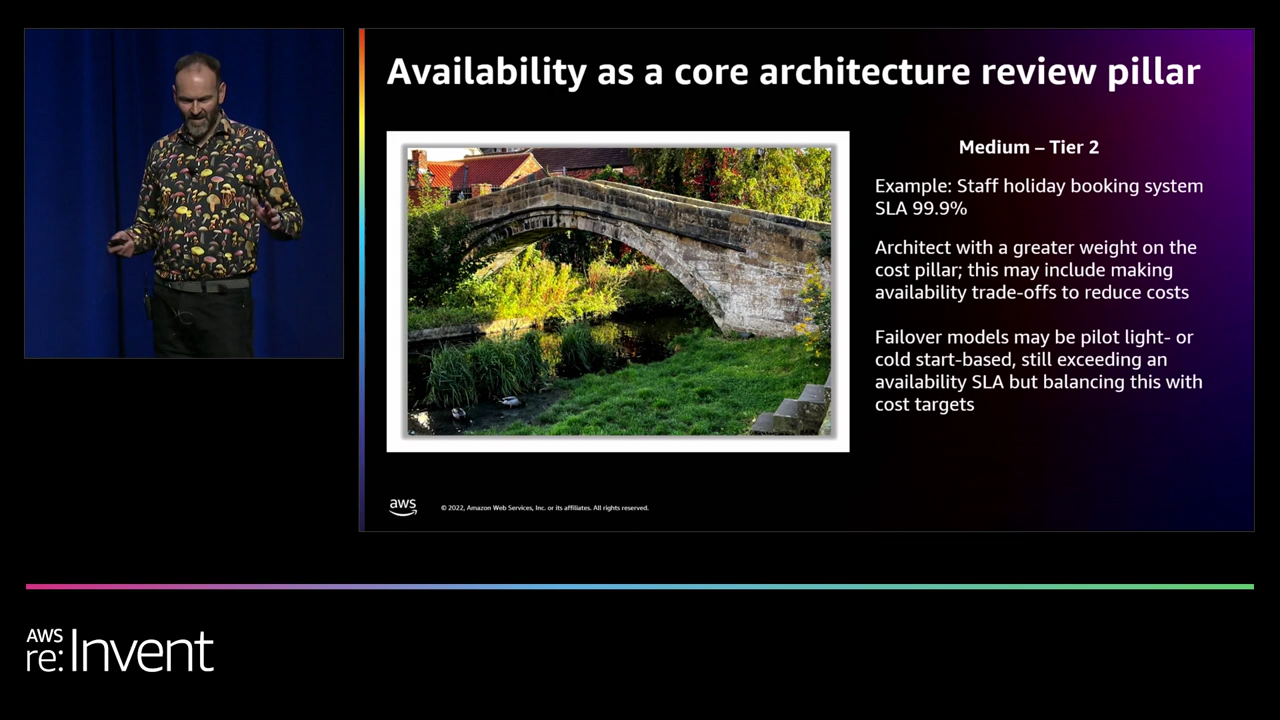 Availability as a core architecture review pillar
Medium – Tier 2
Example: Staff holiday booking system
SLA 99.9%
Architect with a greater weight on the
cost pillar; this may include making
availability trade-offs to reduce costs
Failover models may be pilot light- or
cold start-based, still exceeding an
availability SLA but balancing this with
cost targets
aws
© 2022, Amazon Web Services, Inc. or its affiliates. All rights reserved.
AWS
re:Invent